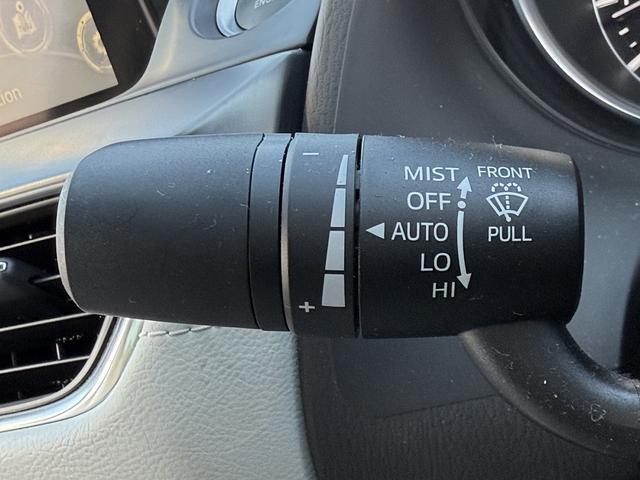 MIST FRONT
OFF
AUTO PULL
LO
HI
− 
+